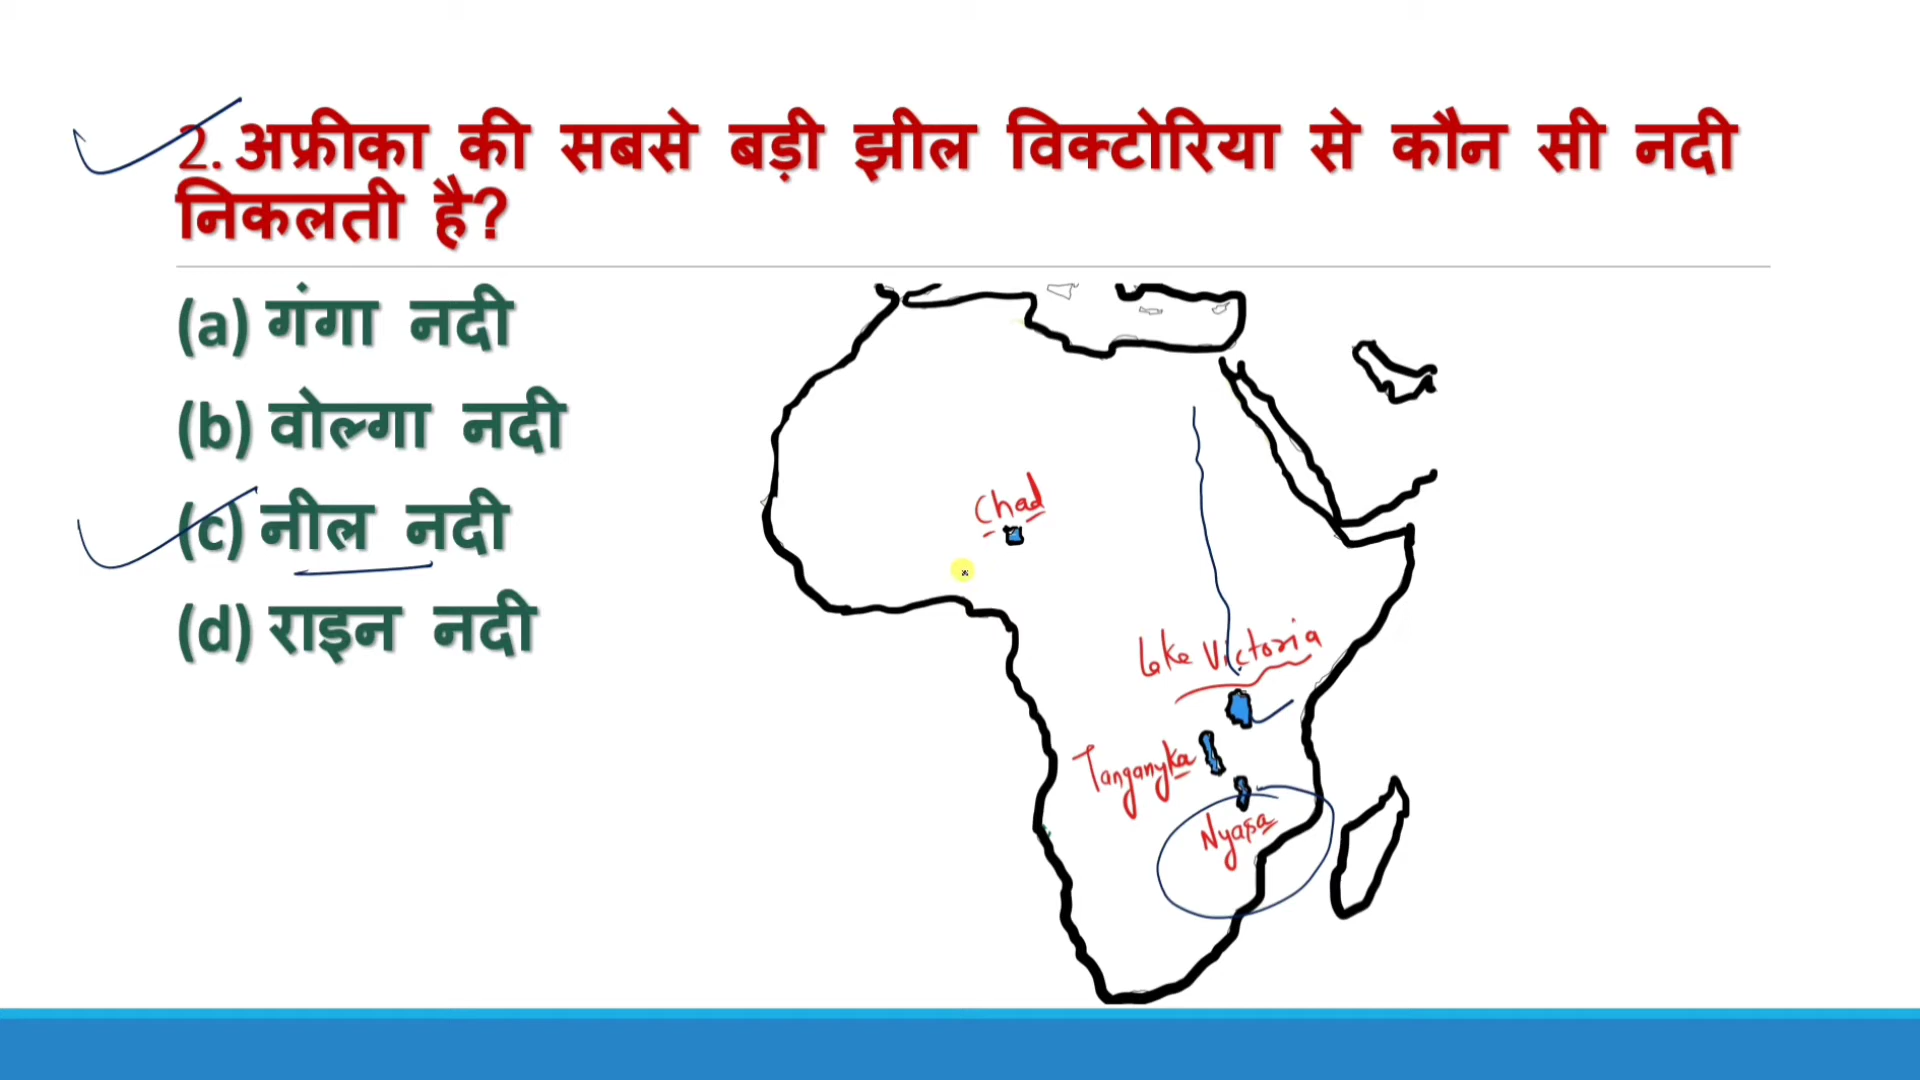 2. अफ्रीका की सबसे बड़ी झील विक्टोरिया से कौन सी नदी
निकलती है?
(a) गंगा नदी
(b) वोल्गा नदी
(c) नील नदी
(d) राइन नदी
Chad
Lake Victoria
Tanganyka
Nyasa